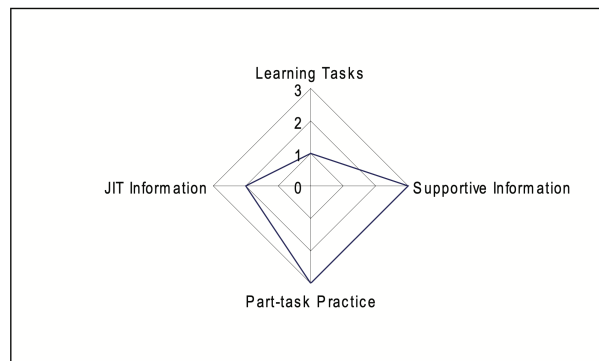 Learning Tasks
3
2
1
0
JIT Information
Supportive Information
Part-task Practice